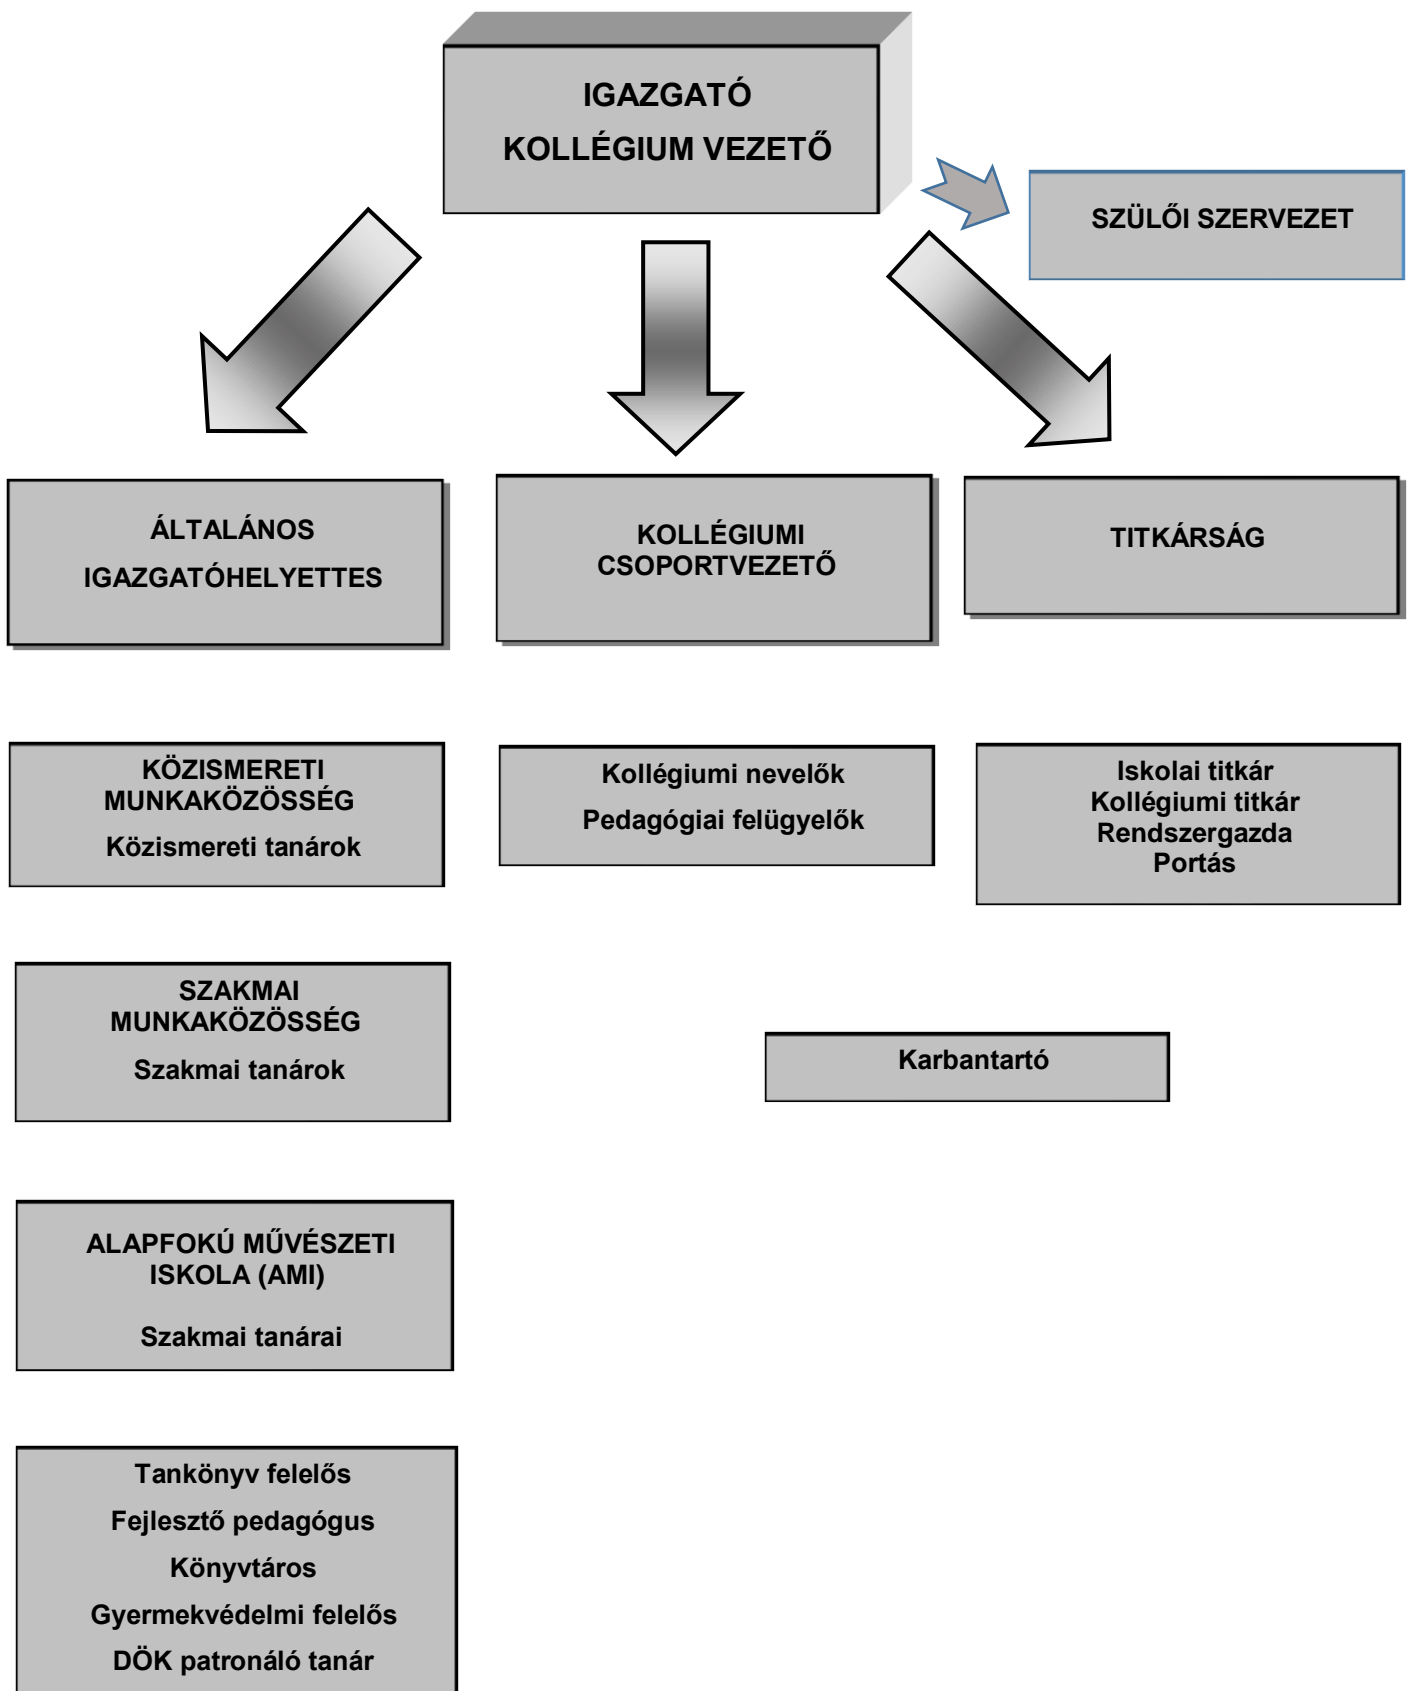 IGAZGATÓ
KOLLÉGIUM VEZETŐ
SZÜLŐI SZERVEZET
ÁLTALÁNOS
IGAZGATÓHELYETTES
KOLLÉGIUMI
CSOPORTVEZETŐ
TITKÁRSÁG
KÖZISMERETI
MUNKAKÖZÖSSÉG
Közismereti tanárok
Kollégiumi nevelők
Pedagógiai felügyelők
Iskolai titkár
Kollégiumi titkár
Rendszergazda
Portás
SZAKMAI
MUNKAKÖZÖSSÉG
Szakmai tanárok
Karbantartó
ALAPFOKÚ MŰVÉSZETI
ISKOLA (AMI)
Szakmai tanárai
Tankönyv felelős
Fejlesztő pedagógus
Könyvtáros
Gyermekvédelmi felelős
DÖK patronáló tanár